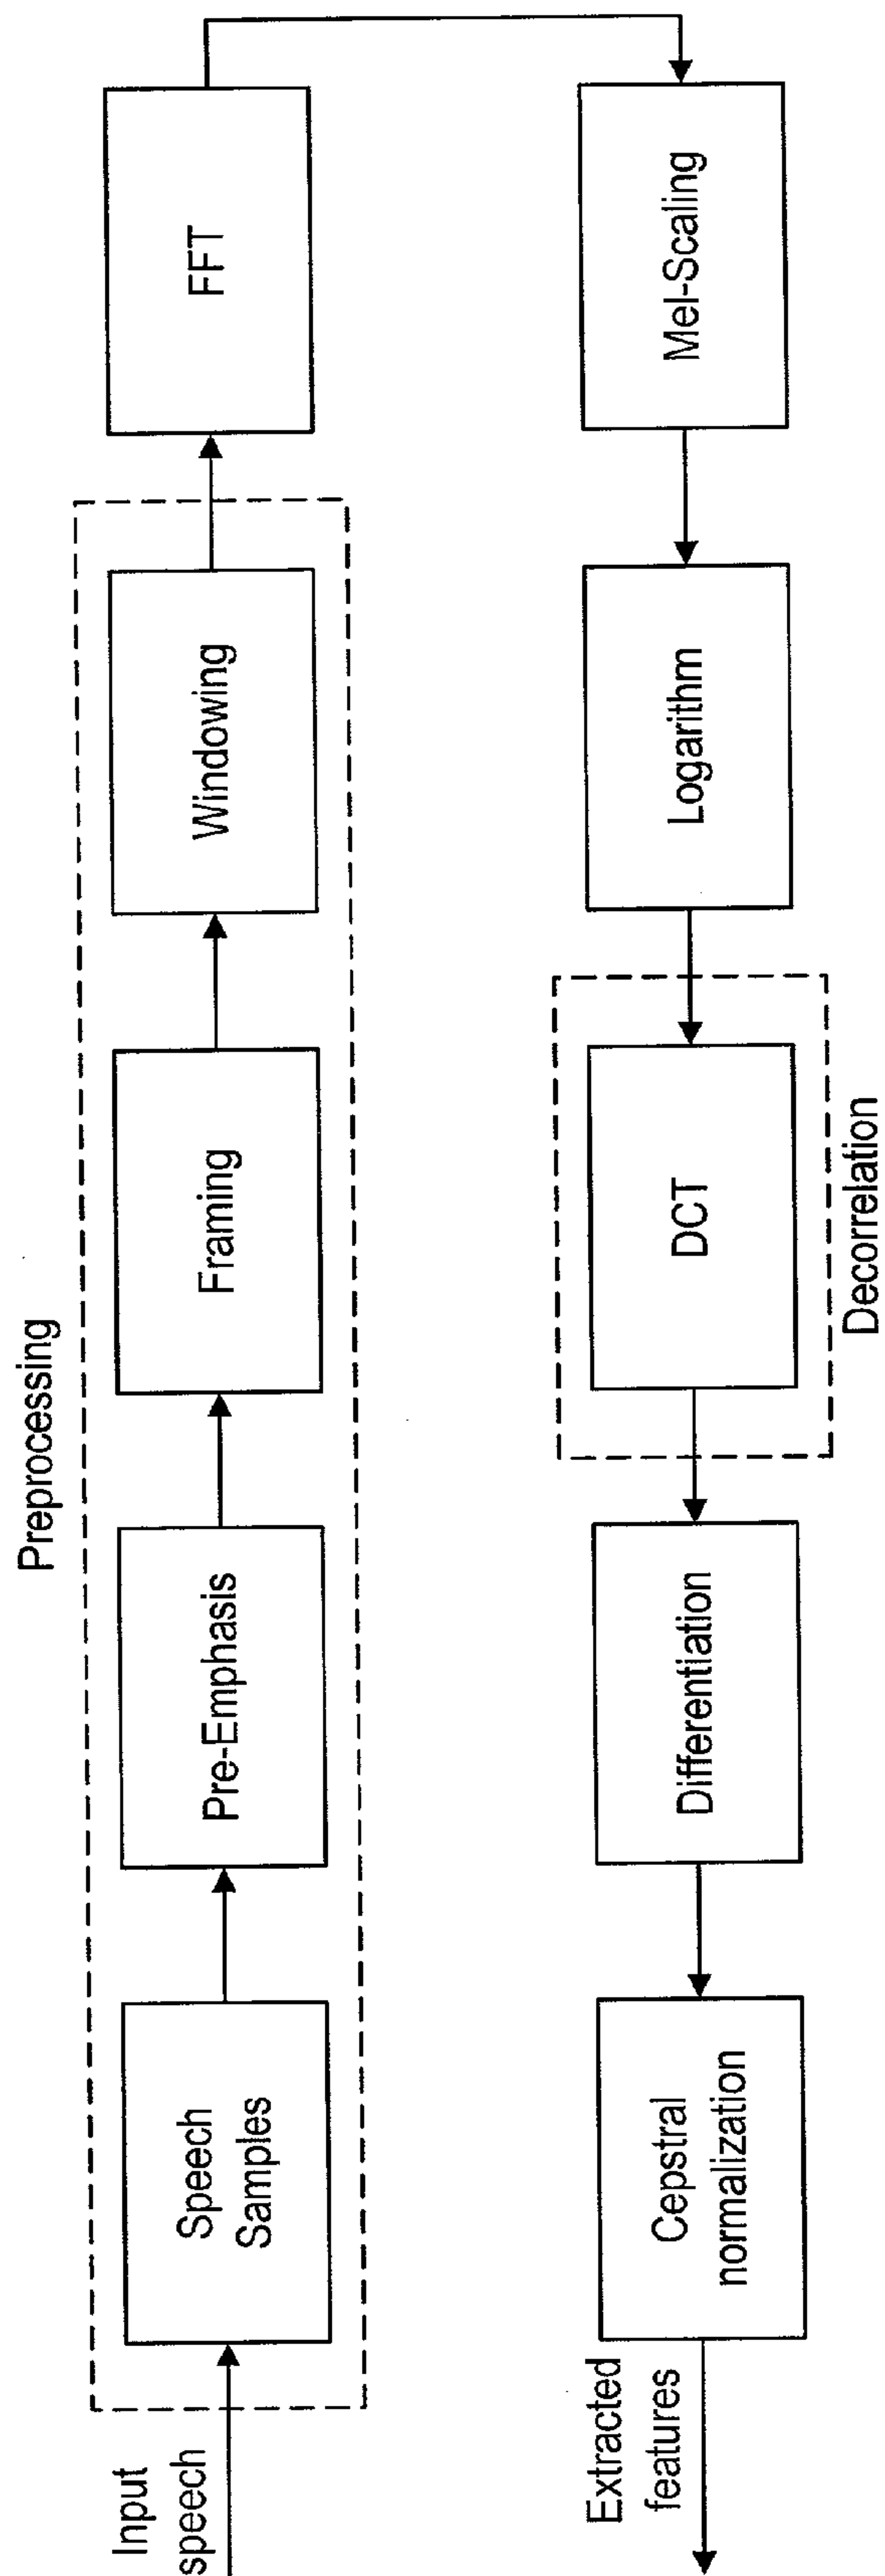 Preprocessing
Input
speech
Speech
Samples
Pre-Emphasis
Framing
Windowing
FFT
Mel-Scaling
Logarithm
DCT
Decorrelation
Differentiation
Cepstral
normalization
Extracted
features